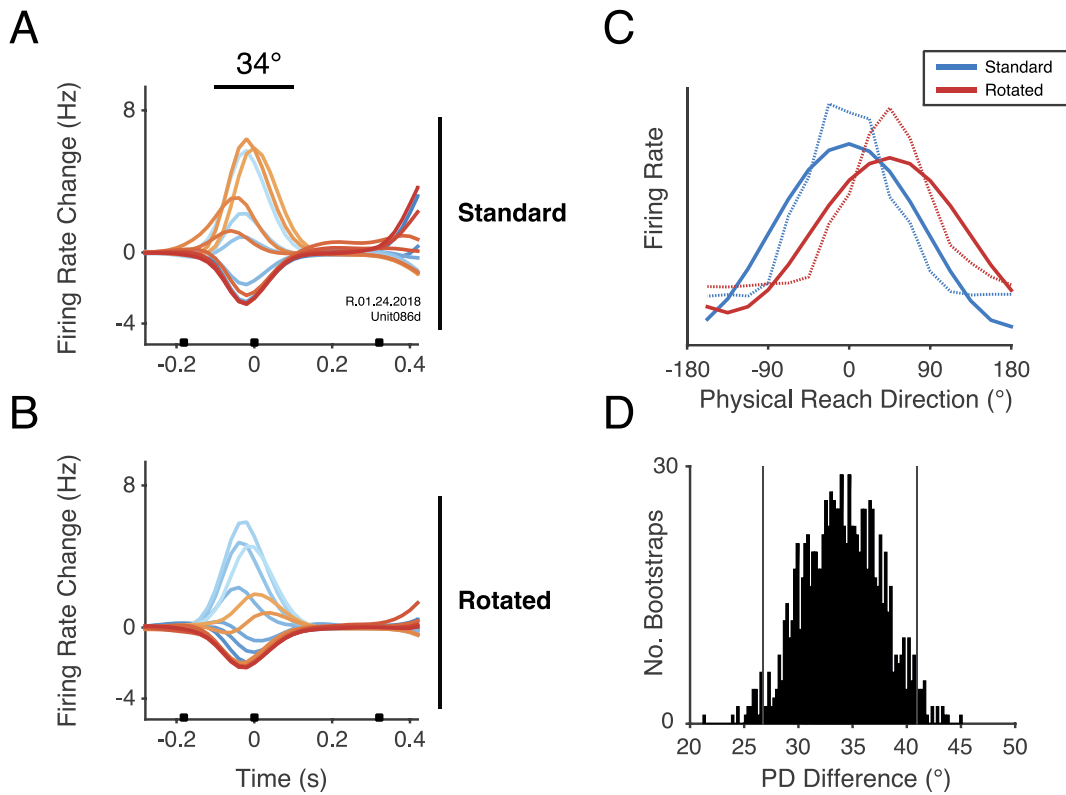 A
34°
Firing Rate Change (Hz)
8
0
-4
-0.2
0
0.2
0.4
R.01.24.2018
Unit086d
Standard
B
Firing Rate Change (Hz)
8
0
-4
-0.2
0
0.2
0.4
Time (s)
Rotated
C
Standard
Rotated
Firing Rate
-180
-90
0
90
180
Physical Reach Direction (°)
D
No. Bootstraps
30
0
20
25
30
35
40
45
50
PD Difference (°)